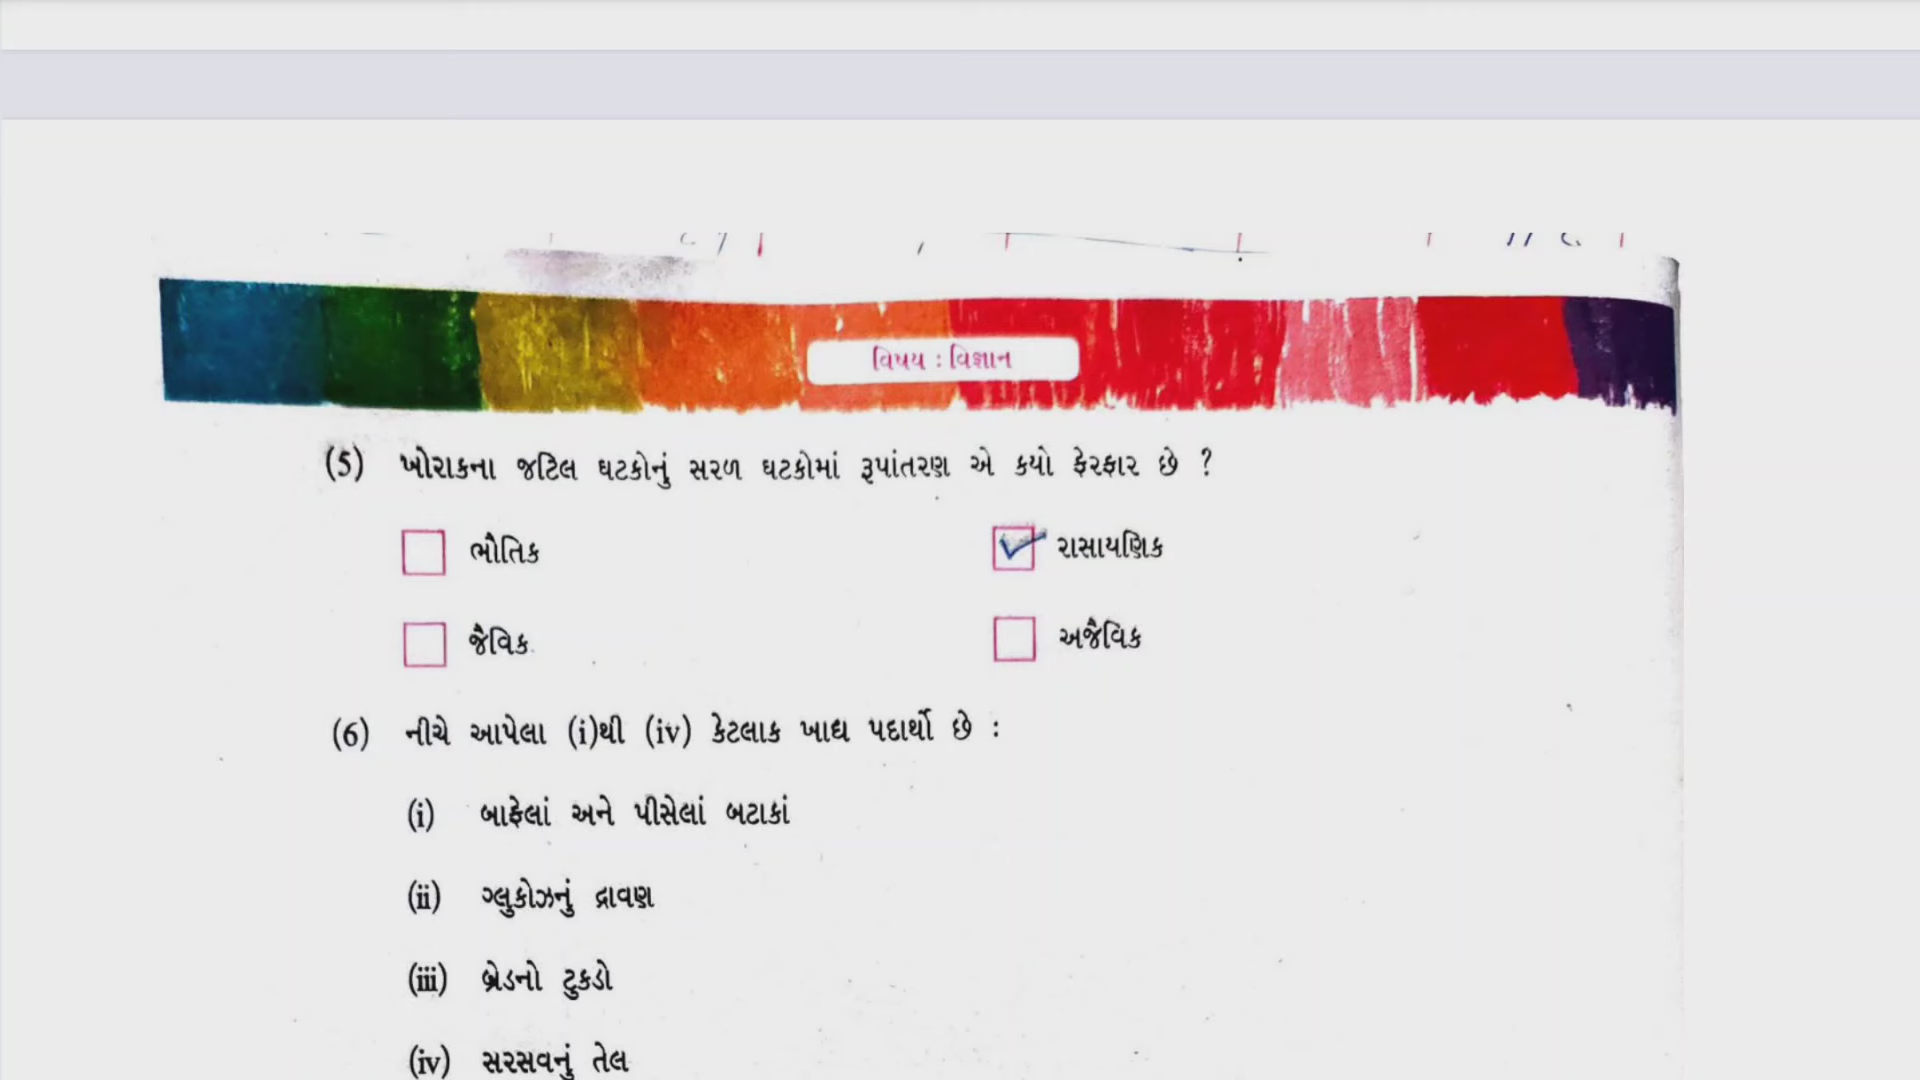 વિષય : વિજ્ઞાન
(5) ખોરાકના જટિલ ઘટકોનું સરળ ઘટકોમાં રૂપાંતરણ એ કયો ફેરફાર છે ?
ભૌતિક રાસાયણિક
જૈવિક અજૈવિક
(6) નીચે આપેલા (i)થી (iv) કેટલાક ખાદ્ય પદાર્થો છે :
(i) બાફેલાં અને પીસેલાં બટાકાં
(ii) ગ્લુકોઝનું દ્રાવણ
(iii) બ્રેડનો ટુકડો
(iv) સરસવનું તેલ